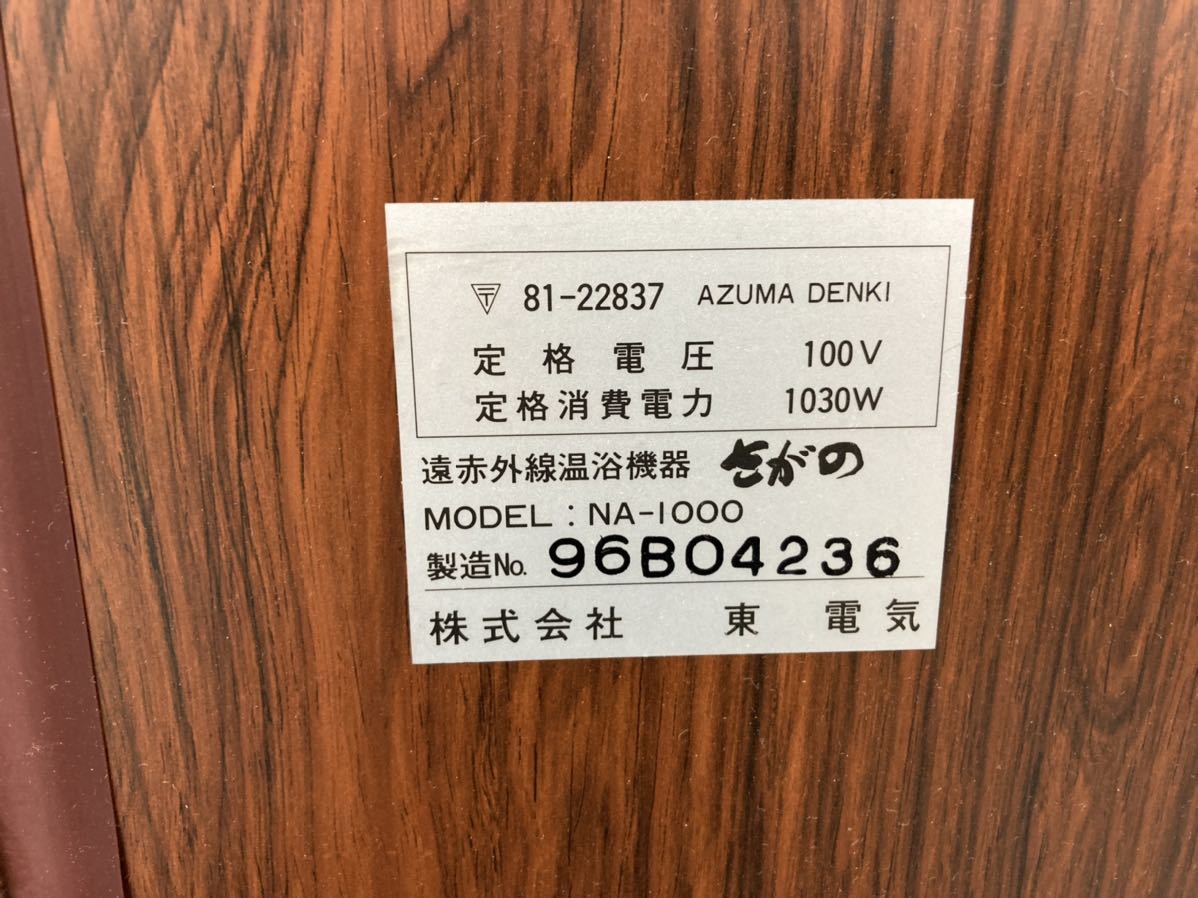 〒 81-22837 AZUMA DENKI
定格電圧 100V
定格消費電力 1030W
遠赤外線温浴機器 さがの
MODEL : NA-1000
製造No. 96B04236
株式会社 東電気